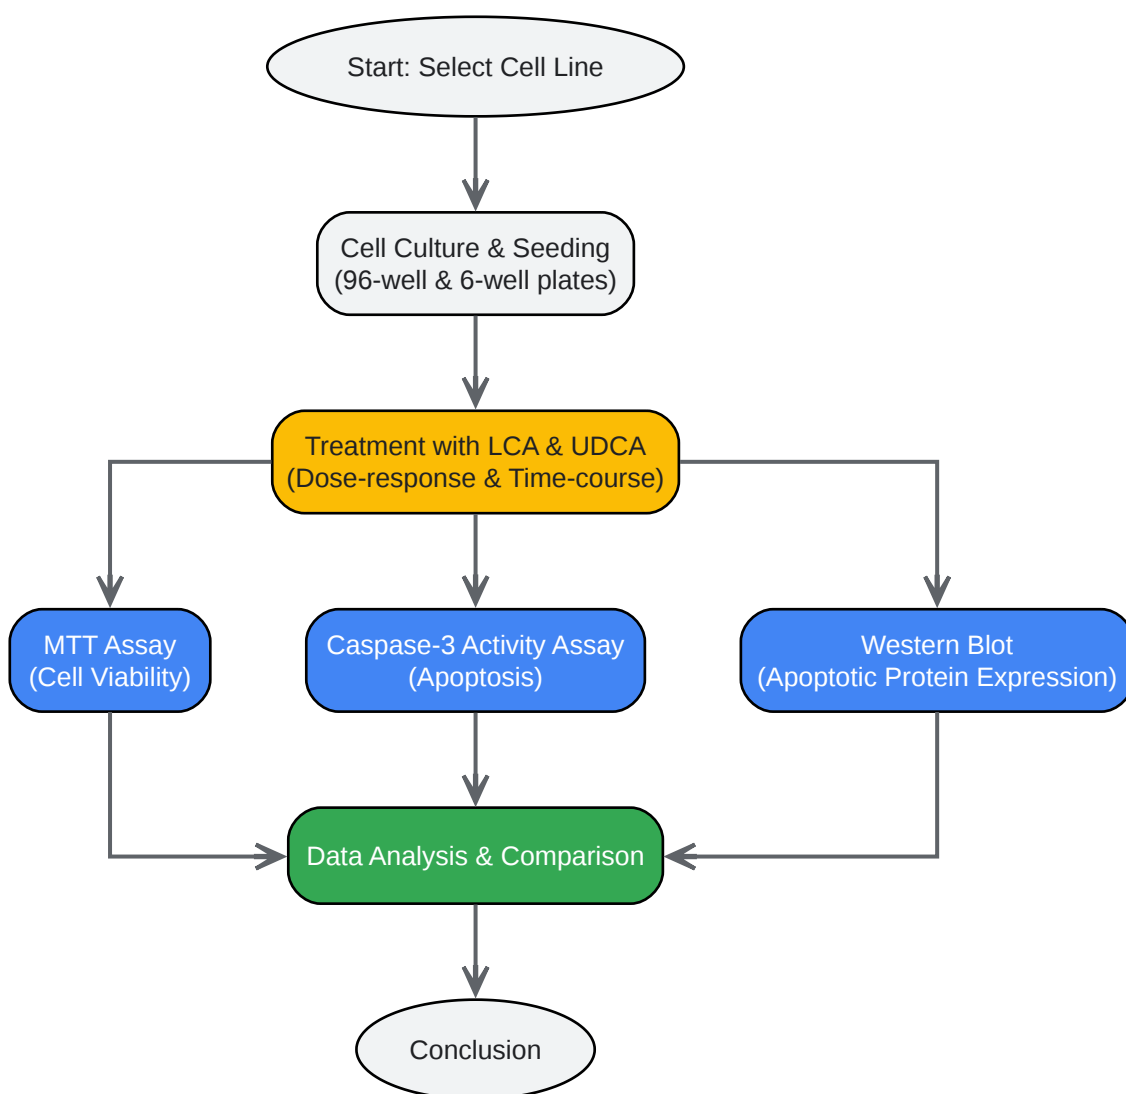 Start: Select Cell Line
Cell Culture & Seeding
(96-well & 6-well plates)
Treatment with LCA & UDCA
(Dose-response & Time-course)
MTT Assay
(Cell Viability)
Caspase-3 Activity Assay
(Apoptosis)
Western Blot
(Apoptotic Protein Expression)
Data Analysis & Comparison
Conclusion